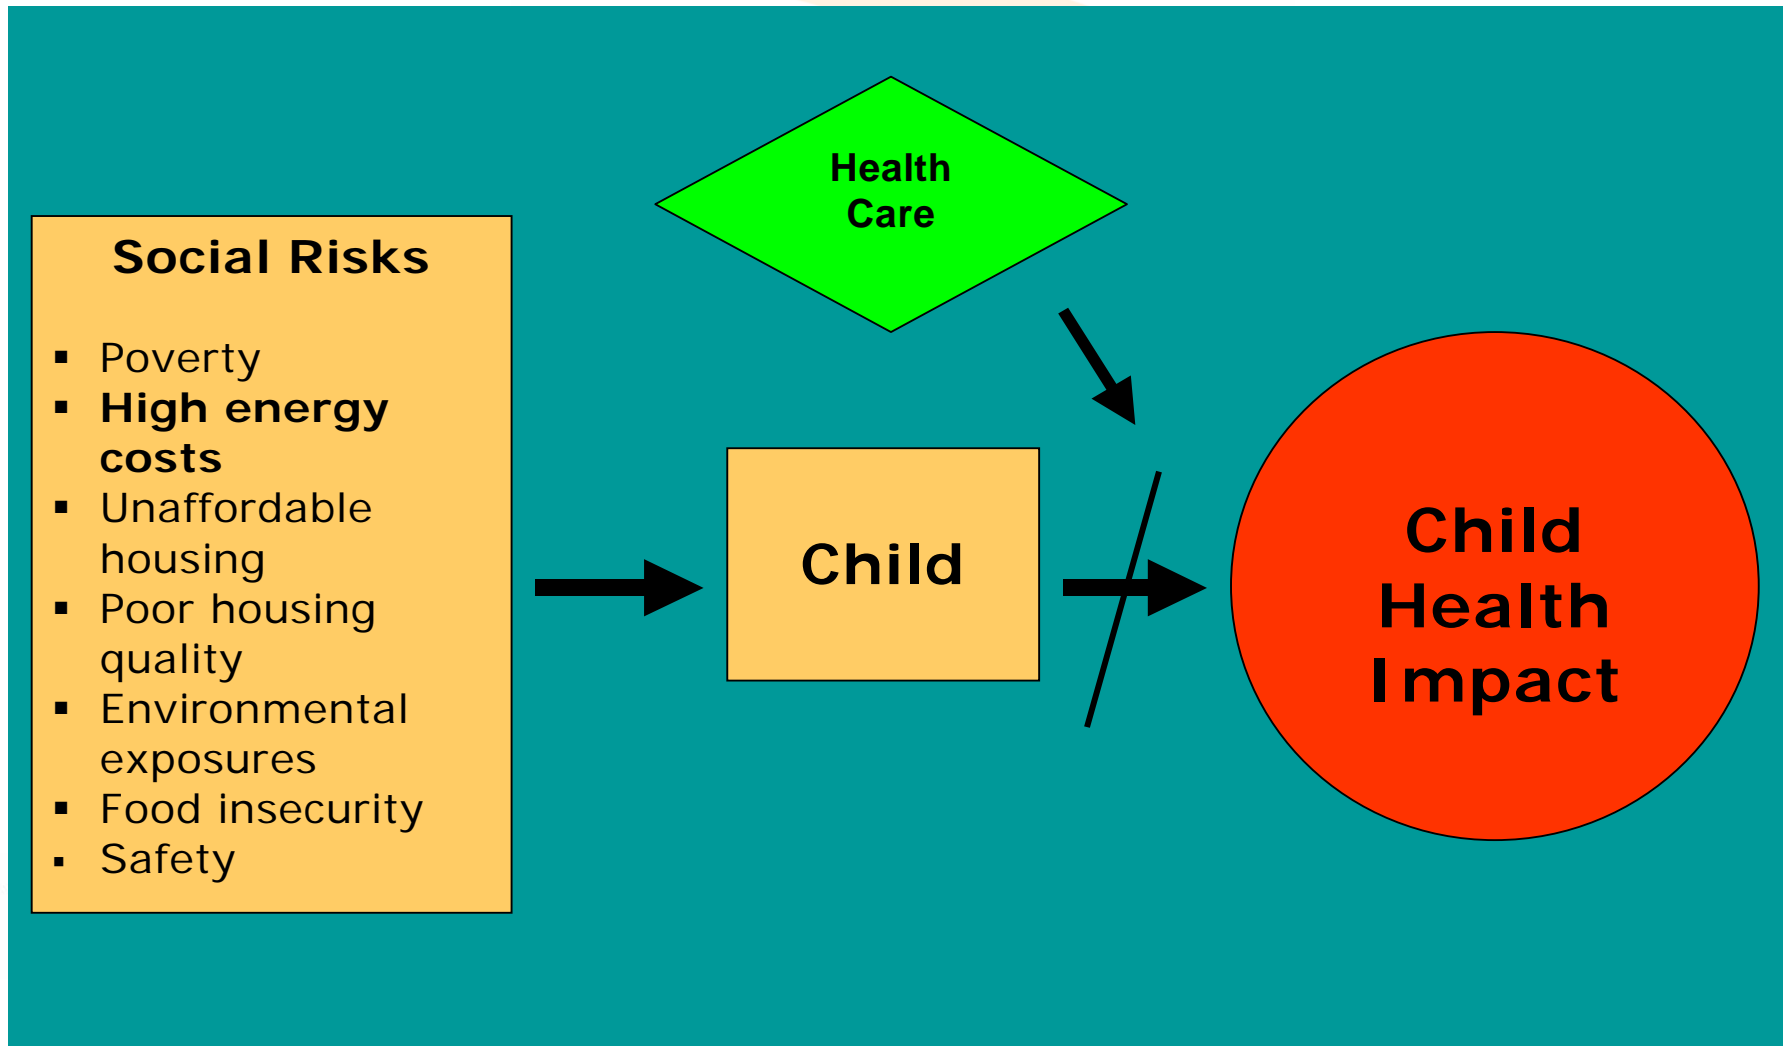 Health
Care
Social Risks
▪ Poverty
▪ High energy
costs
▪ Unaffordable
housing
▪ Poor housing
quality
▪ Environmental
exposures
▪ Food insecurity
▪ Safety
Child
Child
Health
Impact